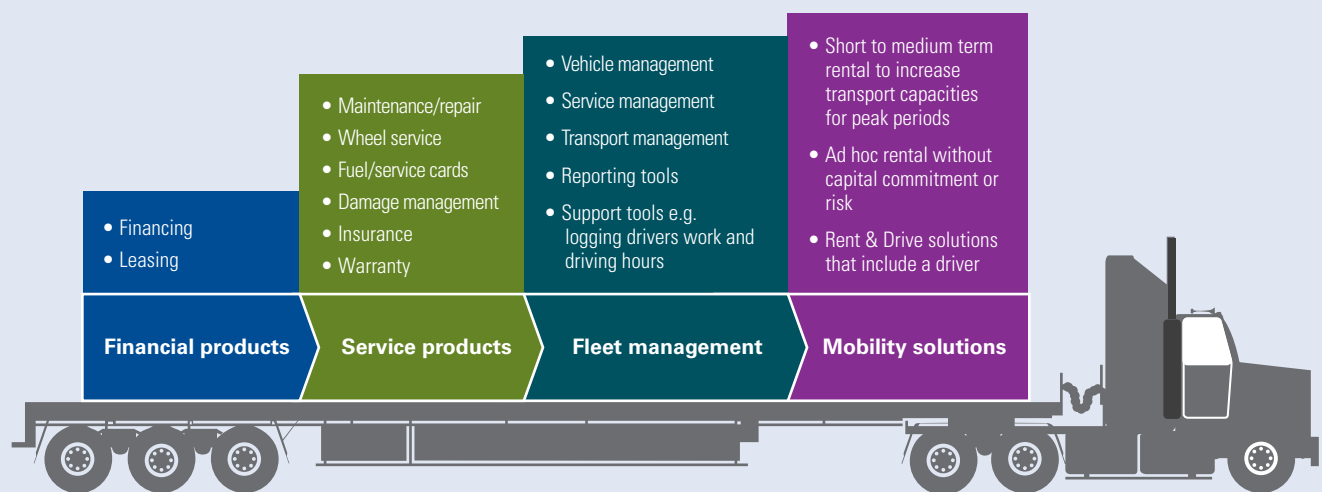 • Financing
• Leasing
Financial products
• Maintenance/repair
• Wheel service
• Fuel/service cards
• Damage management
• Insurance
• Warranty
Service products
• Vehicle management
• Service management
• Transport management
• Reporting tools
• Support tools e.g.
logging drivers work and
driving hours
Fleet management
• Short to medium term
rental to increase
transport capacities
for peak periods
• Ad hoc rental without
capital commitment or
risk
• Rent & Drive solutions
that include a driver
Mobility solutions